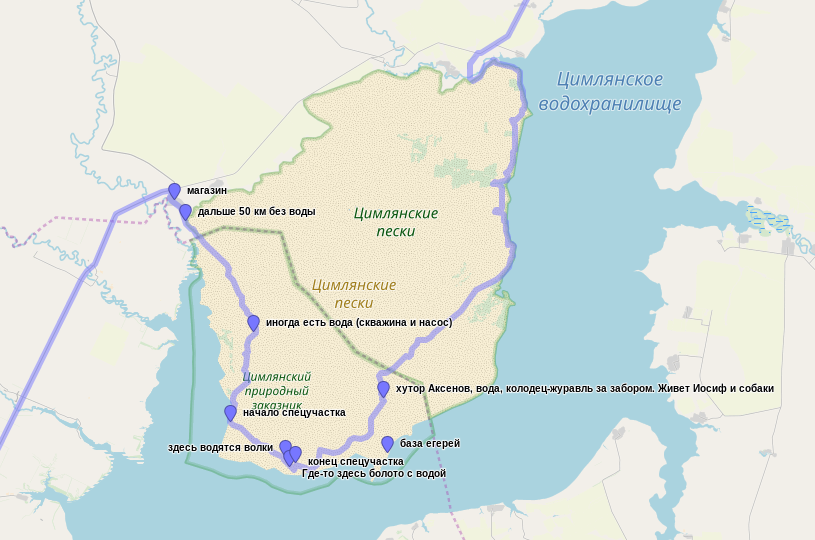 Цимлянское
водохранилище
магазин
дальше 50 км без воды
Цимлянские
пески
Цимлянские
пески
иногда есть вода (скважина и насос)
Цимлянский
природный
заказник
хутор Аксенов, вода, колодец-журавль за забором. Живет Иосиф и собаки
начало спецучастка
база егерей
здесь водятся волки
конец спецучастка
Где-то здесь болото с водой